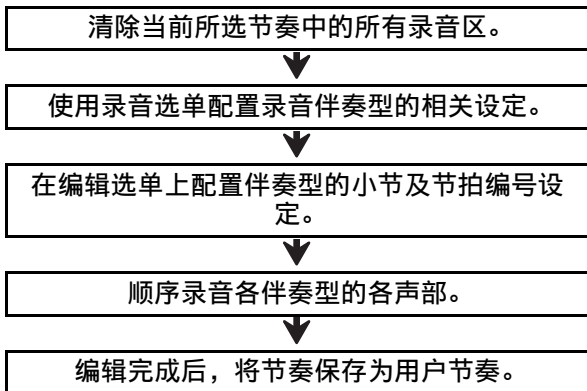 清除当前所选节奏中的所有录音区。
使用录音选单配置录音伴奏型的相关设定。
在编辑选单上配置伴奏型的小节及节拍编号设
定。
顺序录音各伴奏型的各声部。
编辑完成后，将节奏保存为用户节奏。